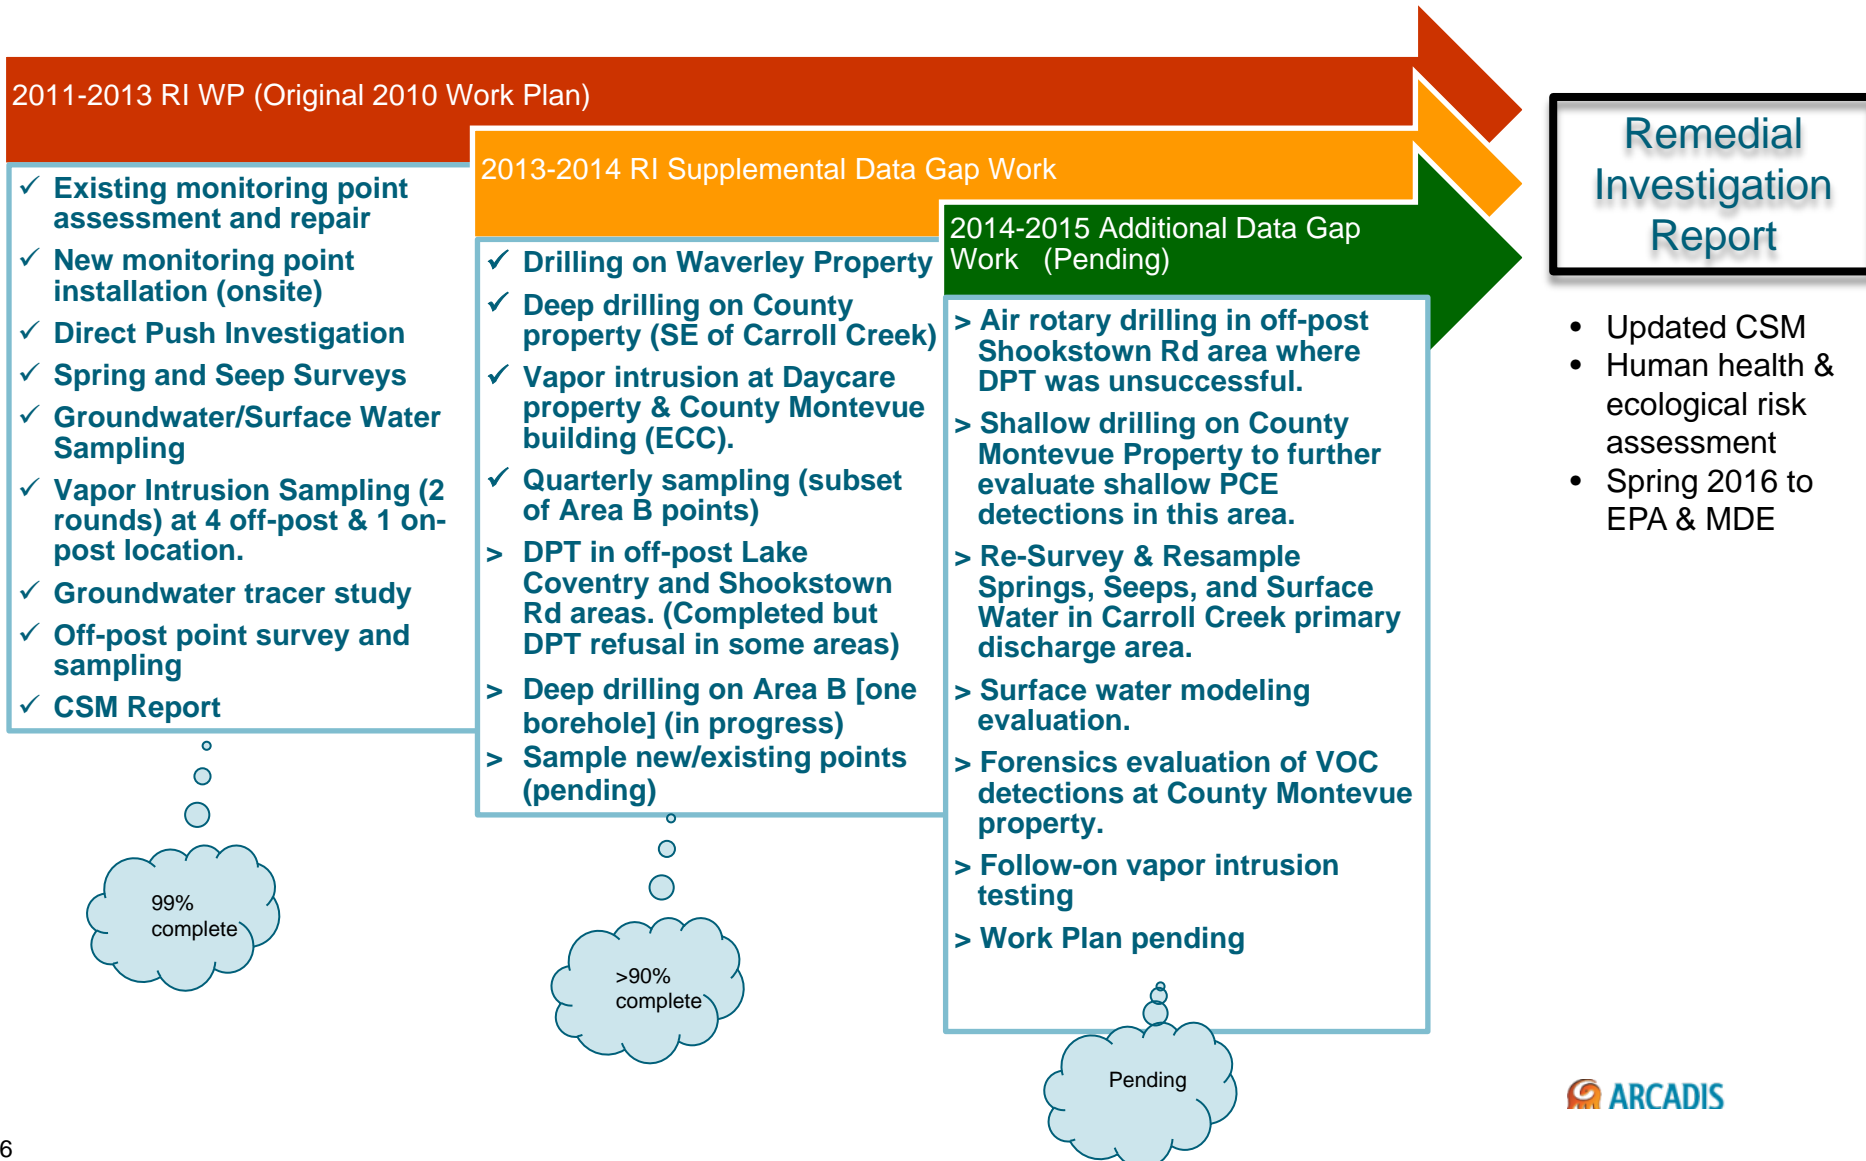 2011-2013 RI WP (Original 2010 Work Plan)
✓ Existing monitoring point
assessment and repair
✓ New monitoring point
installation (onsite)
✓ Direct Push Investigation
✓ Spring and Seep Surveys
✓ Groundwater/Surface Water
Sampling
✓ Vapor Intrusion Sampling (2
rounds) at 4 off-post & 1 on-
post location.
✓ Groundwater tracer study
✓ Off-post point survey and
sampling
✓ CSM Report
99%
complete
2013-2014 RI Supplemental Data Gap Work
✓ Drilling on Waverley Property
✓ Deep drilling on County
property (SE of Carroll Creek)
✓ Vapor intrusion at Daycare
property & County Montevue
building (ECC).
✓ Quarterly sampling (subset
of Area B points)
> DPT in off-post Lake
Coventry and Shookstown
Rd areas. (Completed but
DPT refusal in some areas)
> Deep drilling on Area B [one
borehole] (in progress)
> Sample new/existing points
(pending)
>90%
complete
2014-2015 Additional Data Gap
Work (Pending)
> Air rotary drilling in off-post
Shookstown Rd area where
DPT was unsuccessful.
> Shallow drilling on County
Montevue Property to further
evaluate shallow PCE
detections in this area.
> Re-Survey & Resample
Springs, Seeps, and Surface
Water in Carroll Creek primary
discharge area.
> Surface water modeling
evaluation.
> Forensics evaluation of VOC
detections at County Montevue
property.
> Follow-on vapor intrusion
testing
> Work Plan pending
Pending
Remedial
Investigation
Report
• Updated CSM
• Human health &
ecological risk
assessment
• Spring 2016 to
EPA & MDE
ARCADIS
6